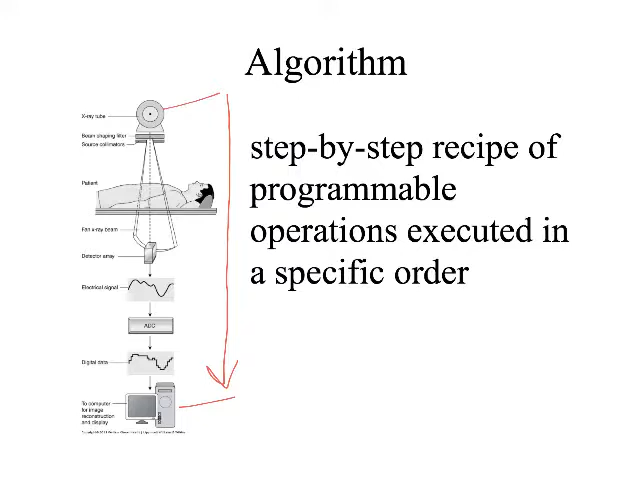 Algorithm
X-ray tube
Beam shaping filter
Source collimators
Patient
Fan x-ray beam
Detector array
Electrical signal
ADC
Digital data
To computer
for image
reconstruction
and display
step-by-step recipe of
programmable
operations executed in
a specific order